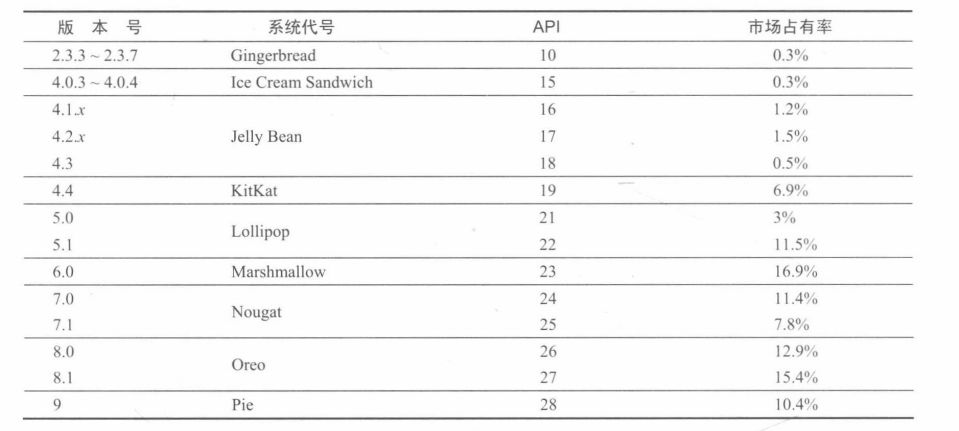 版 本 号 系统代号 API 市场占有率
2.3.3 ~ 2.3.7 Gingerbread 10 0.3%
4.0.3 ~ 4.0.4 Ice Cream Sandwich 15 0.3%
4.1.x 16 1.2%
4.2.x Jelly Bean 17 1.5%
4.3 18 0.5%
4.4 KitKat 19 6.9%
5.0 21 3%
Lollipop
5.1 22 11.5%
6.0 Marshmallow 23 16.9%
7.0 24 11.4%
Nougat
7.1 25 7.8%
8.0 26 12.9%
Oreo
8.1 27 15.4%
9 Pie 28 10.4%